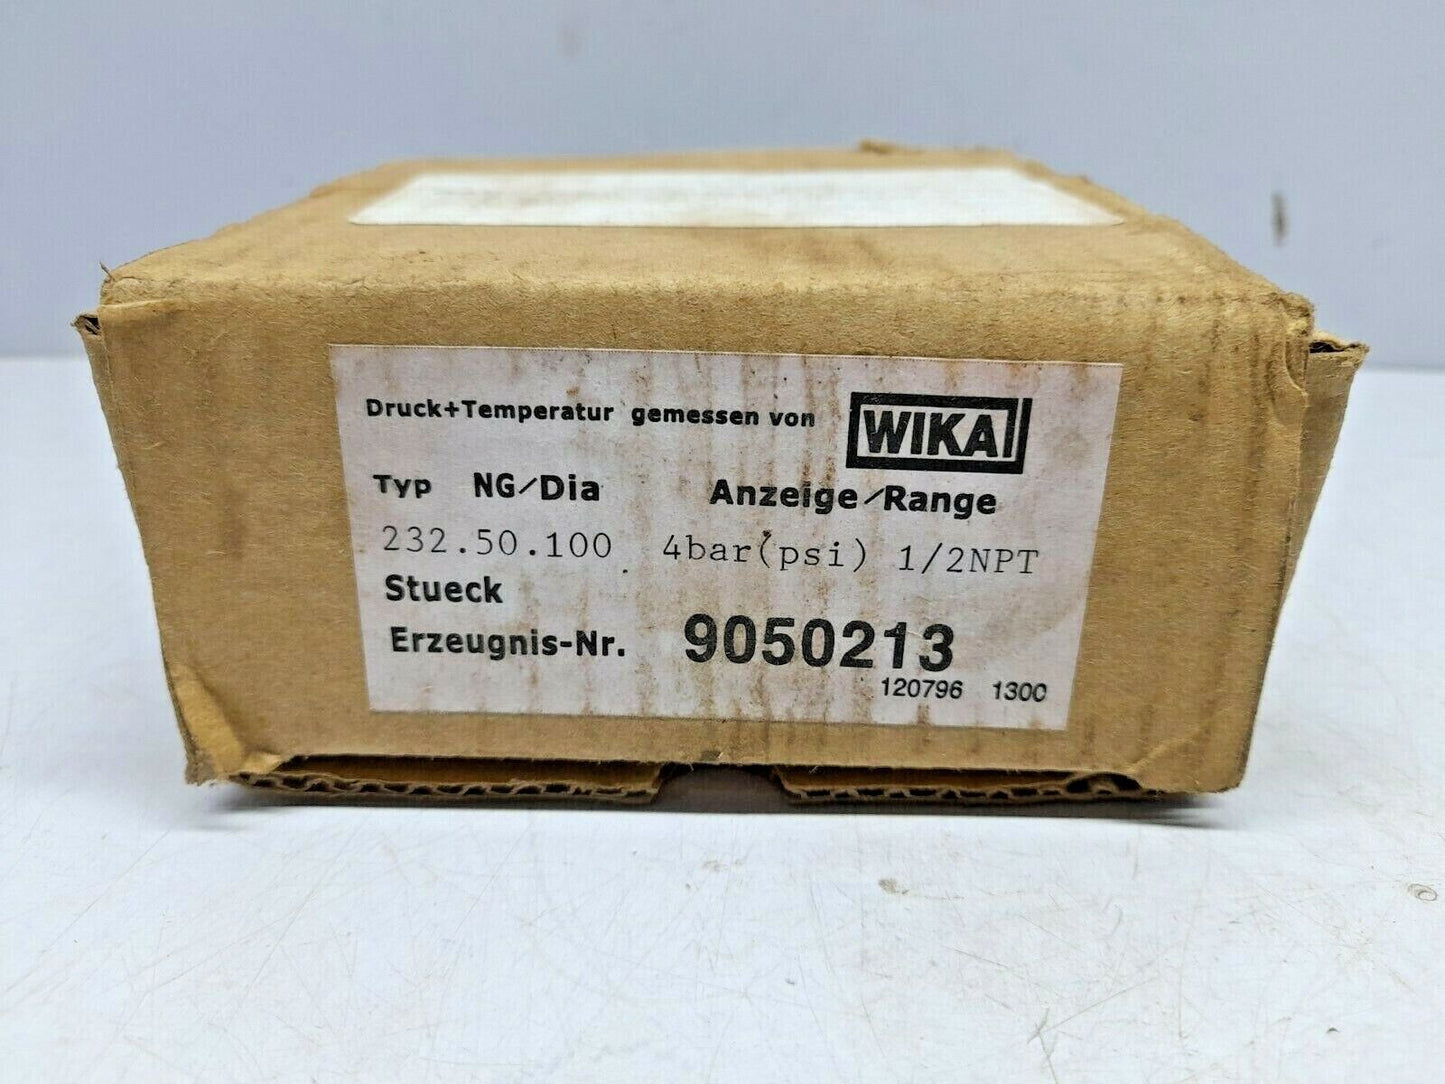 Druck+Temperatur gemessen von WIKA
Typ NG/Dia Anzeige/Range
232.50.100 4bar(psi) 1/2NPT
Stueck
Erzeugnis-Nr. 9050213
120796 1300